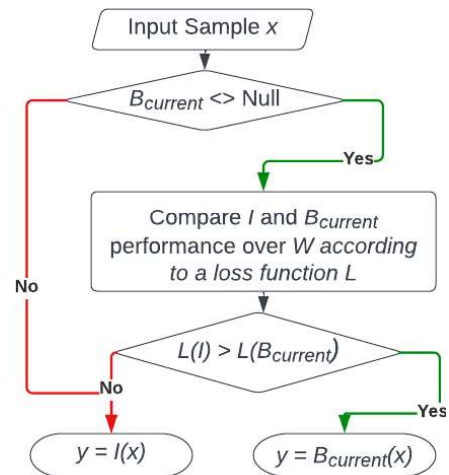 Input Sample x
B_current <> Null
Yes
Compare I and B_current
performance over W according
to a loss function L
No
L(I) > L(B_current)
No
Yes
y = I(x)
y = B_current(x)